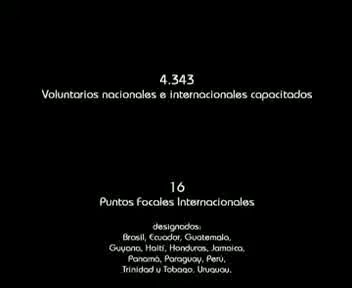 4.343
Voluntarios nacionales e internacionales capacitados
16
Puntos Focales Internacionales
designados:
Brasil, Ecuador, Guatemala,
Guyana, Haití, Honduras, Jamaica,
Panamá, Paraguay, Perú,
Trinidad y Tobago, Uruguay,